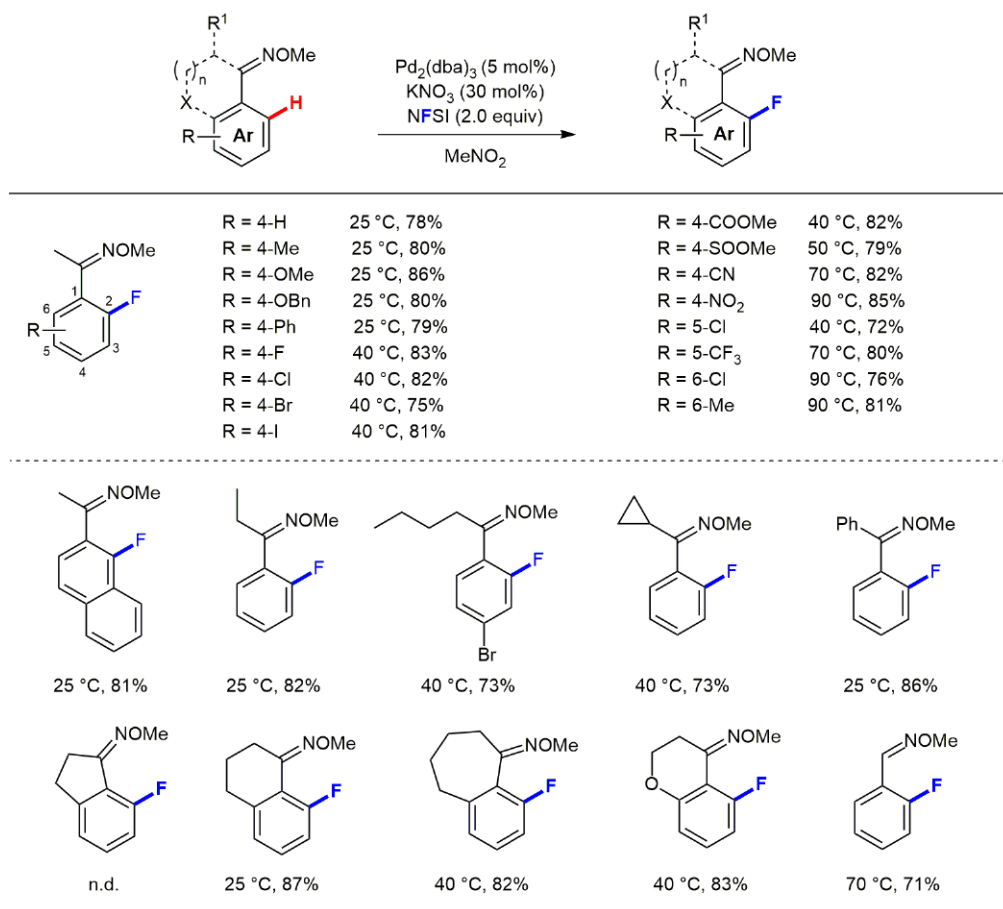 R1
NOMe
( )n
X
R
Ar
H
Pd2(dba)3 (5 mol%)
KNO3 (30 mol%)
NFSI (2.0 equiv)
MeNO2
R1
NOMe
( )n
X
R
Ar
F
NOMe
F
R
1
2
3
4
5
6
R = 4-H 25 °C, 78%
R = 4-Me 25 °C, 80%
R = 4-OMe 25 °C, 86%
R = 4-OBn 25 °C, 80%
R = 4-Ph 25 °C, 79%
R = 4-F 40 °C, 83%
R = 4-Cl 40 °C, 82%
R = 4-Br 40 °C, 75%
R = 4-I 40 °C, 81%
R = 4-COOMe 40 °C, 82%
R = 4-SOOMe 50 °C, 79%
R = 4-CN 70 °C, 82%
R = 4-NO2 90 °C, 85%
R = 5-Cl 40 °C, 72%
R = 5-CF3 70 °C, 80%
R = 6-Cl 90 °C, 76%
R = 6-Me 90 °C, 81%
NOMe
F
25 °C, 81%
NOMe
F
25 °C, 82%
NOMe
F
Br
40 °C, 73%
NOMe
F
40 °C, 73%
Ph
NOMe
F
25 °C, 86%
NOMe
F
n.d.
NOMe
F
25 °C, 87%
NOMe
F
40 °C, 82%
NOMe
O
F
40 °C, 83%
NOMe
F
70 °C, 71%